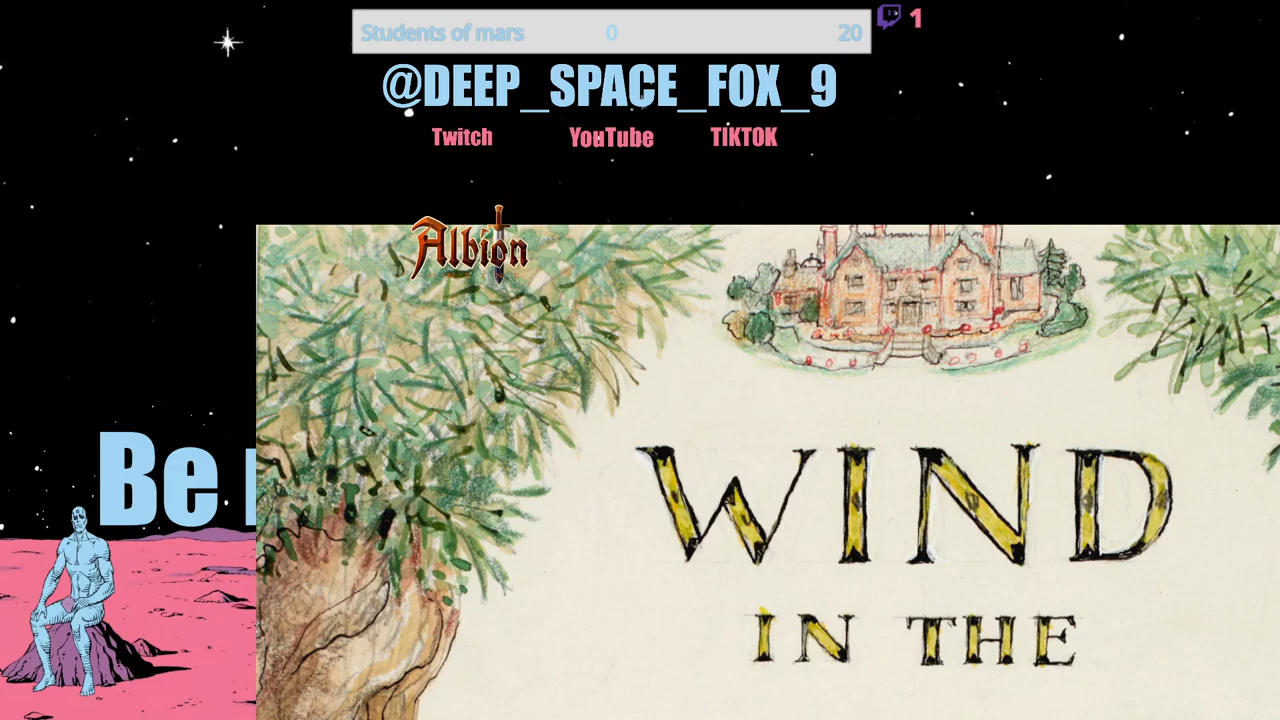 Students of mars 0 20
1
@DEEP_SPACE_FOX_9
Twitch YouTube TIKTOK
Albion
WIND
Be
IN THE